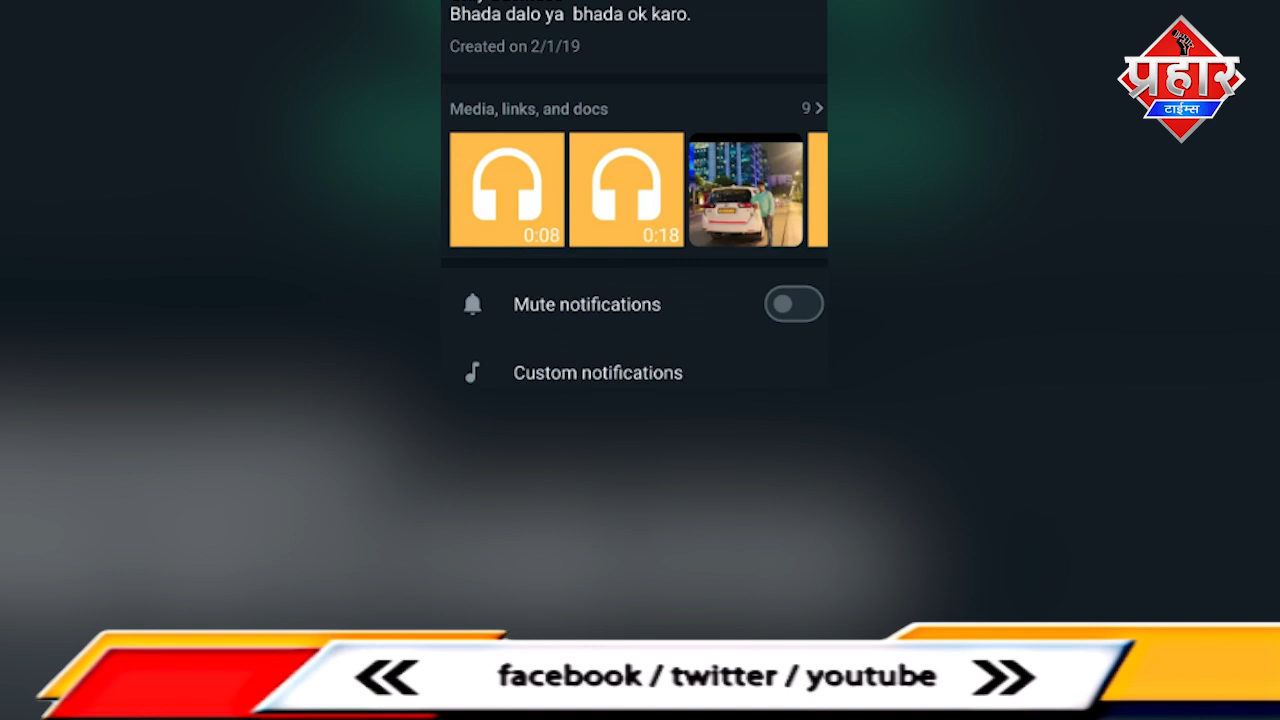 Bhada dalo ya bhada ok karo.
Created on 2/1/19
Media, links, and docs
9
0:08
0:18
Mute notifications
Custom notifications
प्रहार
टाईम्स
facebook / twitter / youtube